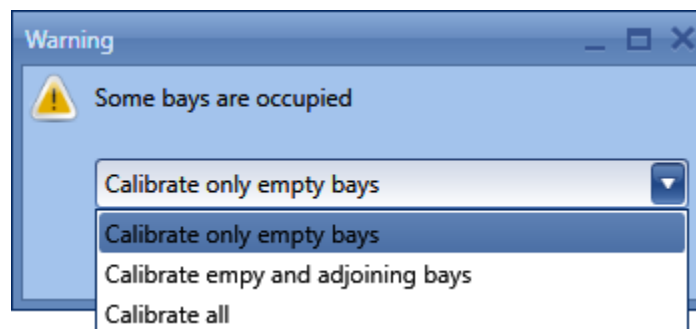 Warning
Some bays are occupied
Calibrate only empty bays
Calibrate only empty bays
Calibrate empy and adjoining bays
Calibrate all